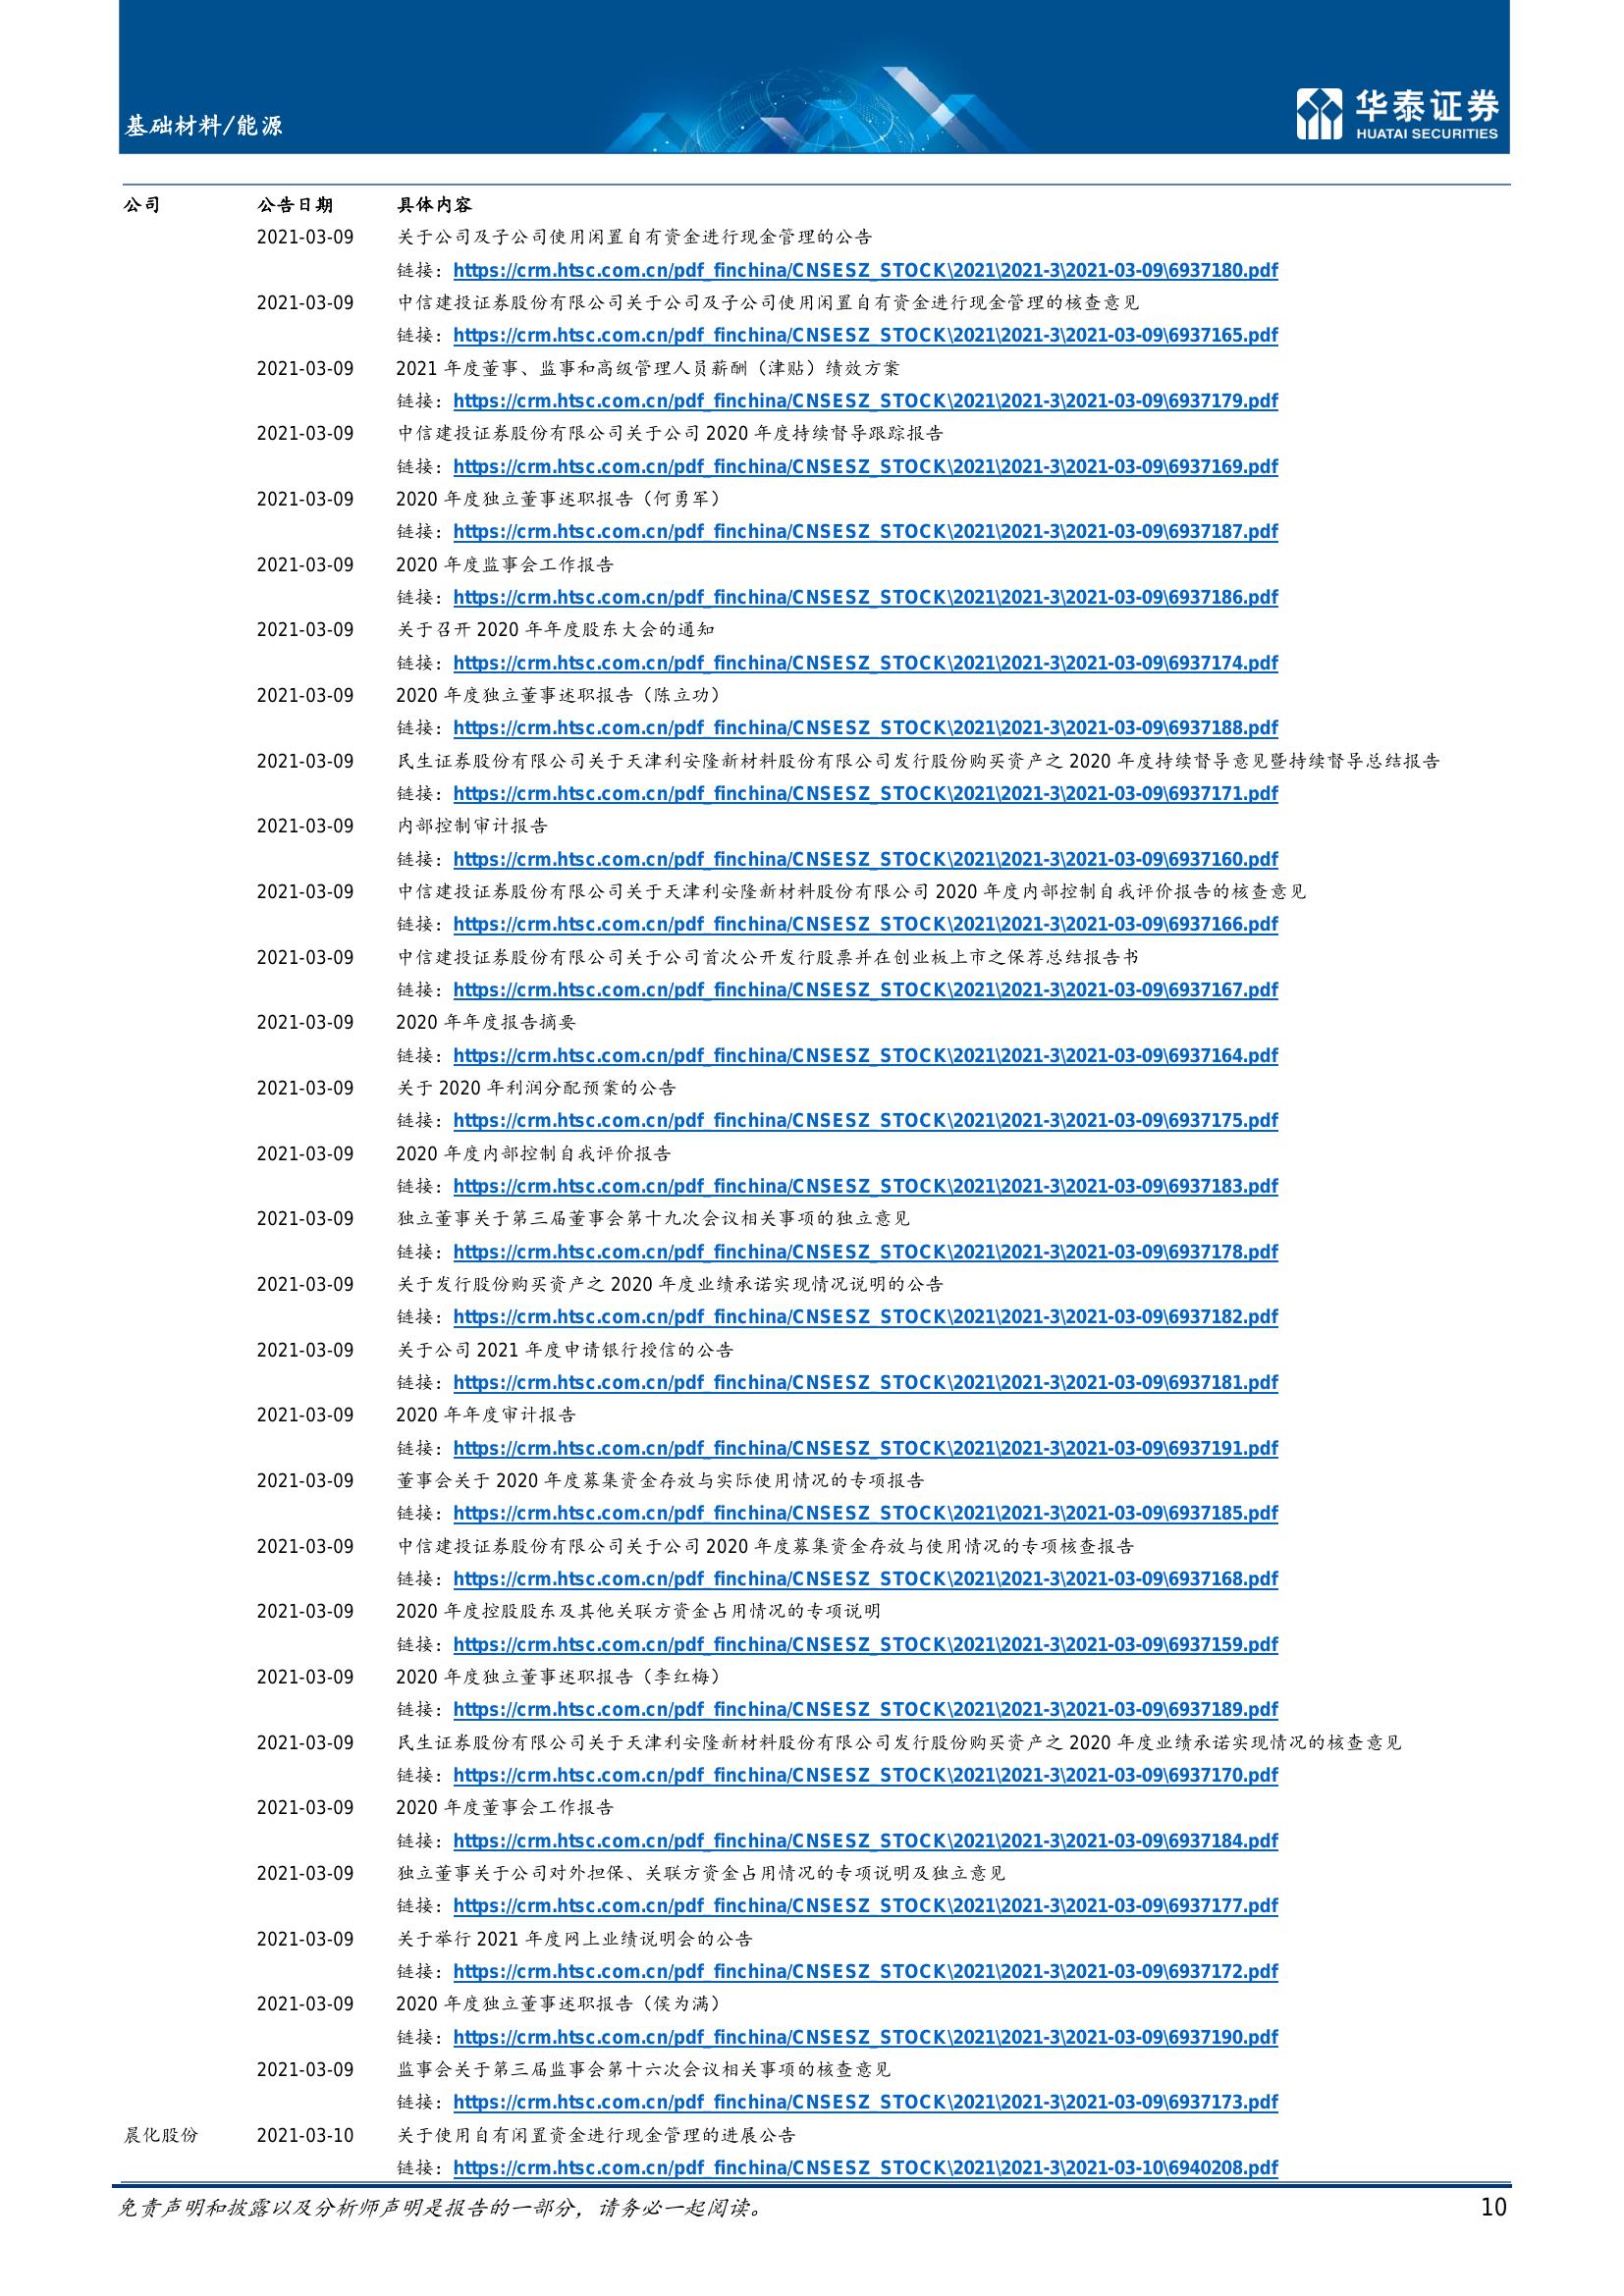 基础材料/能源
华泰证券
HUATAI SECURITIES
公司 公告日期 具体内容
2021-03-09 关于公司及子公司使用闲置自有资金进行现金管理的公告
链接：https://crm.htsc.com.cn/pdf_finchina/CNSESZ_STOCK\2021\2021-3\2021-03-09\6937180.pdf
2021-03-09 中信建投证券股份有限公司关于公司及子公司使用闲置自有资金进行现金管理的核查意见
链接：https://crm.htsc.com.cn/pdf_finchina/CNSESZ_STOCK\2021\2021-3\2021-03-09\6937165.pdf
2021-03-09 2021 年度董事、监事和高级管理人员薪酬（津贴）绩效方案
链接：https://crm.htsc.com.cn/pdf_finchina/CNSESZ_STOCK\2021\2021-3\2021-03-09\6937179.pdf
2021-03-09 中信建投证券股份有限公司关于公司 2020 年度持续督导跟踪报告
链接：https://crm.htsc.com.cn/pdf_finchina/CNSESZ_STOCK\2021\2021-3\2021-03-09\6937169.pdf
2021-03-09 2020 年度独立董事述职报告（何勇军）
链接：https://crm.htsc.com.cn/pdf_finchina/CNSESZ_STOCK\2021\2021-3\2021-03-09\6937187.pdf
2021-03-09 2020 年度监事会工作报告
链接：https://crm.htsc.com.cn/pdf_finchina/CNSESZ_STOCK\2021\2021-3\2021-03-09\6937186.pdf
2021-03-09 关于召开 2020 年年度股东大会的通知
链接：https://crm.htsc.com.cn/pdf_finchina/CNSESZ_STOCK\2021\2021-3\2021-03-09\6937174.pdf
2021-03-09 2020 年度独立董事述职报告（陈立功）
链接：https://crm.htsc.com.cn/pdf_finchina/CNSESZ_STOCK\2021\2021-3\2021-03-09\6937188.pdf
2021-03-09 民生证券股份有限公司关于天津利安隆新材料股份有限公司发行股份购买资产之 2020 年度持续督导意见暨持续督导总结报告
链接：https://crm.htsc.com.cn/pdf_finchina/CNSESZ_STOCK\2021\2021-3\2021-03-09\6937171.pdf
2021-03-09 内部控制审计报告
链接：https://crm.htsc.com.cn/pdf_finchina/CNSESZ_STOCK\2021\2021-3\2021-03-09\6937160.pdf
2021-03-09 中信建投证券股份有限公司关于天津利安隆新材料股份有限公司 2020 年度内部控制自我评价报告的核查意见
链接：https://crm.htsc.com.cn/pdf_finchina/CNSESZ_STOCK\2021\2021-3\2021-03-09\6937166.pdf
2021-03-09 中信建投证券股份有限公司关于公司首次公开发行股票并在创业板上市之保荐总结报告书
链接：https://crm.htsc.com.cn/pdf_finchina/CNSESZ_STOCK\2021\2021-3\2021-03-09\6937167.pdf
2021-03-09 2020 年年度报告摘要
链接：https://crm.htsc.com.cn/pdf_finchina/CNSESZ_STOCK\2021\2021-3\2021-03-09\6937164.pdf
2021-03-09 关于 2020 年利润分配预案的公告
链接：https://crm.htsc.com.cn/pdf_finchina/CNSESZ_STOCK\2021\2021-3\2021-03-09\6937175.pdf
2021-03-09 2020 年度内部控制自我评价报告
链接：https://crm.htsc.com.cn/pdf_finchina/CNSESZ_STOCK\2021\2021-3\2021-03-09\6937183.pdf
2021-03-09 独立董事关于第三届董事会第十九次会议相关事项的独立意见
链接：https://crm.htsc.com.cn/pdf_finchina/CNSESZ_STOCK\2021\2021-3\2021-03-09\6937178.pdf
2021-03-09 关于发行股份购买资产之 2020 年度业绩承诺实现情况说明的公告
链接：https://crm.htsc.com.cn/pdf_finchina/CNSESZ_STOCK\2021\2021-3\2021-03-09\6937182.pdf
2021-03-09 关于公司 2021 年度申请银行授信的公告
链接：https://crm.htsc.com.cn/pdf_finchina/CNSESZ_STOCK\2021\2021-3\2021-03-09\6937181.pdf
2021-03-09 2020 年年度审计报告
链接：https://crm.htsc.com.cn/pdf_finchina/CNSESZ_STOCK\2021\2021-3\2021-03-09\6937191.pdf
2021-03-09 董事会关于 2020 年度募集资金存放与实际使用情况的专项报告
链接：https://crm.htsc.com.cn/pdf_finchina/CNSESZ_STOCK\2021\2021-3\2021-03-09\6937185.pdf
2021-03-09 中信建投证券股份有限公司关于公司 2020 年度募集资金存放与使用情况的专项核查报告
链接：https://crm.htsc.com.cn/pdf_finchina/CNSESZ_STOCK\2021\2021-3\2021-03-09\6937168.pdf
2021-03-09 2020 年度控股股东及其他关联方资金占用情况的专项说明
链接：https://crm.htsc.com.cn/pdf_finchina/CNSESZ_STOCK\2021\2021-3\2021-03-09\6937159.pdf
2021-03-09 2020 年度独立董事述职报告（李红梅）
链接：https://crm.htsc.com.cn/pdf_finchina/CNSESZ_STOCK\2021\2021-3\2021-03-09\6937189.pdf
2021-03-09 民生证券股份有限公司关于天津利安隆新材料股份有限公司发行股份购买资产之 2020 年度业绩承诺实现情况的核查意见
链接：https://crm.htsc.com.cn/pdf_finchina/CNSESZ_STOCK\2021\2021-3\2021-03-09\6937170.pdf
2021-03-09 2020 年度董事会工作报告
链接：https://crm.htsc.com.cn/pdf_finchina/CNSESZ_STOCK\2021\2021-3\2021-03-09\6937184.pdf
2021-03-09 独立董事关于公司对外担保、关联方资金占用情况的专项说明及独立意见
链接：https://crm.htsc.com.cn/pdf_finchina/CNSESZ_STOCK\2021\2021-3\2021-03-09\6937177.pdf
2021-03-09 关于举行 2021 年度网上业绩说明会的公告
链接：https://crm.htsc.com.cn/pdf_finchina/CNSESZ_STOCK\2021\2021-3\2021-03-09\6937172.pdf
2021-03-09 2020 年度独立董事述职报告（侯为满）
链接：https://crm.htsc.com.cn/pdf_finchina/CNSESZ_STOCK\2021\2021-3\2021-03-09\6937190.pdf
2021-03-09 监事会关于第三届监事会第十六次会议相关事项的核查意见
链接：https://crm.htsc.com.cn/pdf_finchina/CNSESZ_STOCK\2021\2021-3\2021-03-09\6937173.pdf
晨化股份 2021-03-10 关于使用自有闲置资金进行现金管理的进展公告
链接：https://crm.htsc.com.cn/pdf_finchina/CNSESZ_STOCK\2021\2021-3\2021-03-10\6940208.pdf
免责声明和披露以及分析师声明是报告的一部分，请务必一起阅读。 10